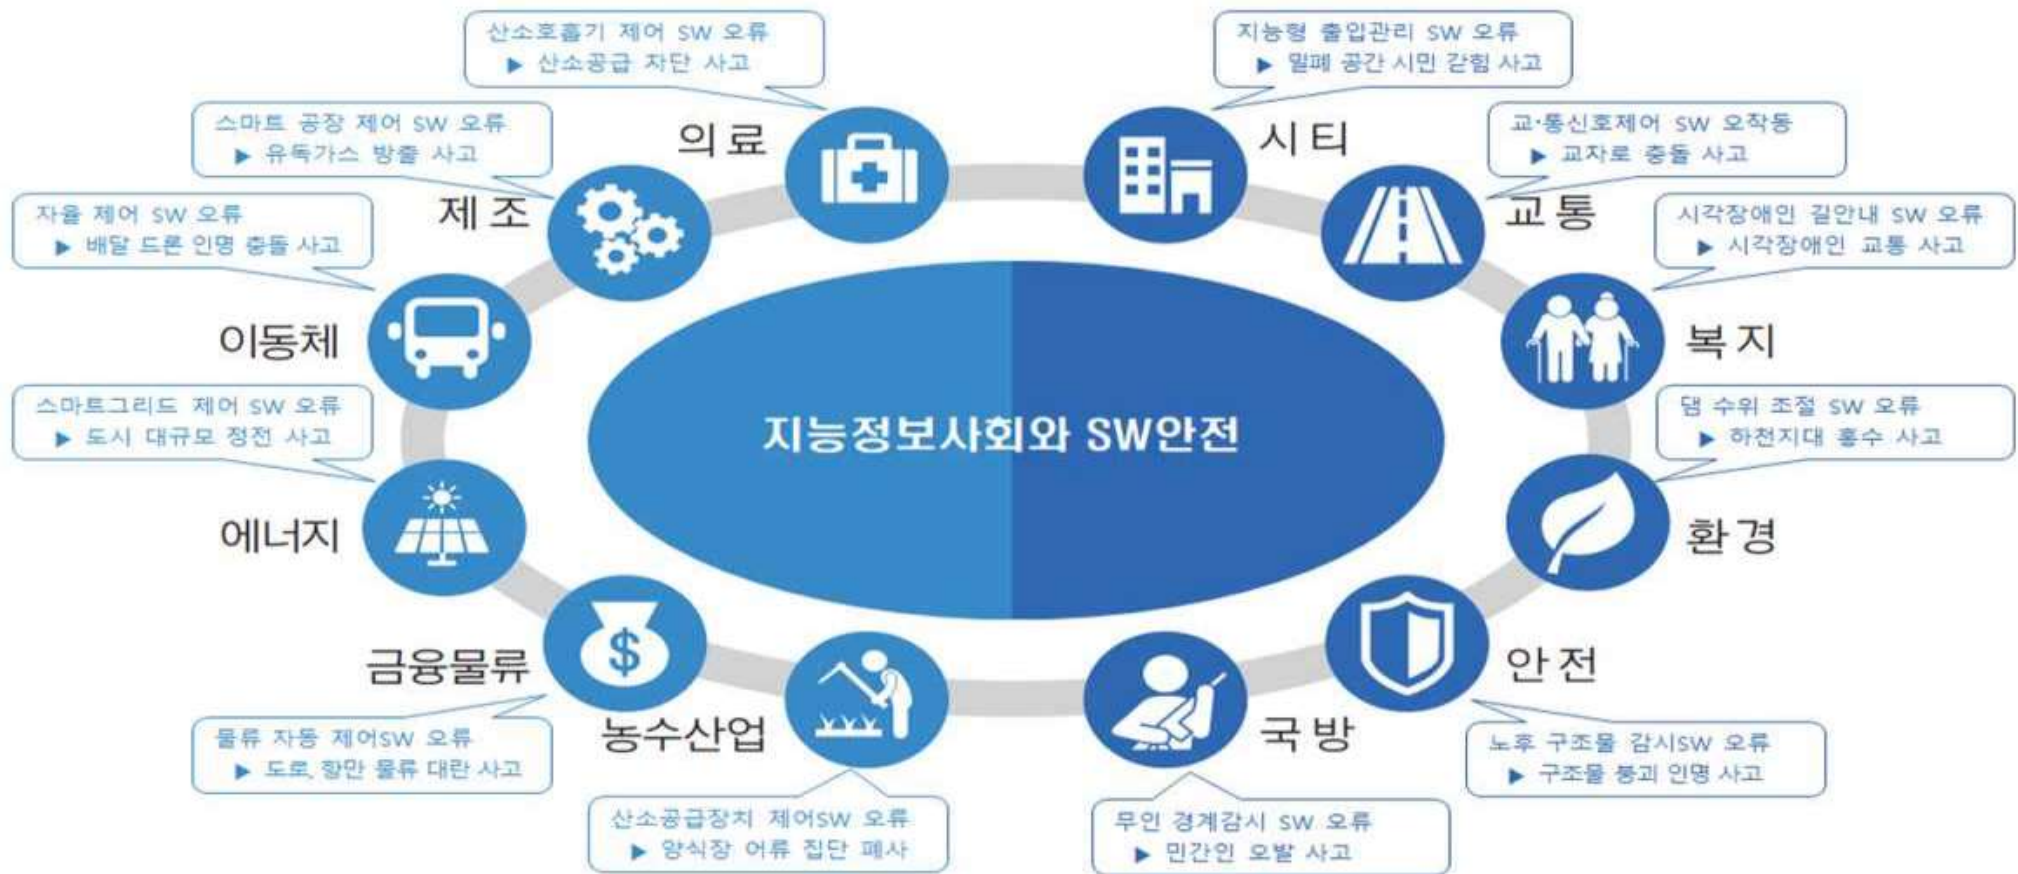 산소호흡기 제어 SW 오류
▶ 산소공급 차단 사고
의료
지능형 출입관리 SW 오류
▶ 밀폐 공간 시민 갇힘 사고
시티
스마트 공장 제어 SW 오류
▶ 유독가스 방출 사고
제조
교·통신호제어 SW 오작동
▶ 교차로 충돌 사고
교통
자율 제어 SW 오류
▶ 배달 드론 인명 충돌 사고
이동체
시각장애인 길안내 SW 오류
▶ 시각장애인 교통 사고
복지
스마트그리드 제어 SW 오류
▶ 도시 대규모 정전 사고
에너지
지능정보사회와 SW안전
댐 수위 조절 SW 오류
▶ 하천지대 홍수 사고
환경
금융물류
물류 자동 제어SW 오류
▶ 도로, 항만 물류 대란 사고
농수산업
산소공급장치 제어SW 오류
▶ 양식장 어류 집단 폐사
국방
무인 경계감시 SW 오류
▶ 민간인 오발 사고
안전
노후 구조물 감시SW 오류
▶ 구조물 붕괴 인명 사고
$